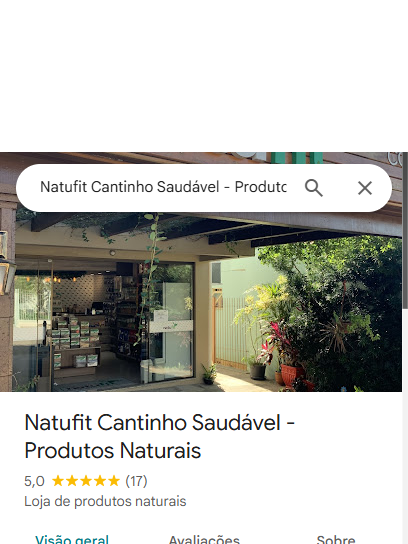 Natufit Cantinho Saudável - Produto
Natufit Cantinho Saudável -
Produtos Naturais
5,0 ★★★★★ (17)
Loja de produtos naturais
Visão geral Avaliações Sobre